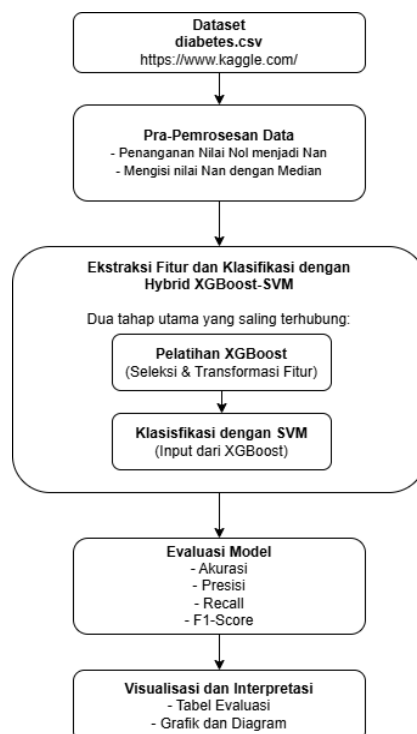 Dataset
diabetes.csv
https://www.kaggle.com/
Pra-Pemrosesan Data
- Penanganan Nilai Nol menjadi Nan
- Mengisi nilai Nan dengan Median
Ekstraksi Fitur dan Klasifikasi dengan
Hybrid XGBoost-SVM
Dua tahap utama yang saling terhubung:
Pelatihan XGBoost
(Seleksi & Transformasi Fitur)
Klasisfikasi dengan SVM
(Input dari XGBoost)
Evaluasi Model
- Akurasi
- Presisi
- Recall
- F1-Score
Visualisasi dan Interpretasi
- Tabel Evaluasi
- Grafik dan Diagram